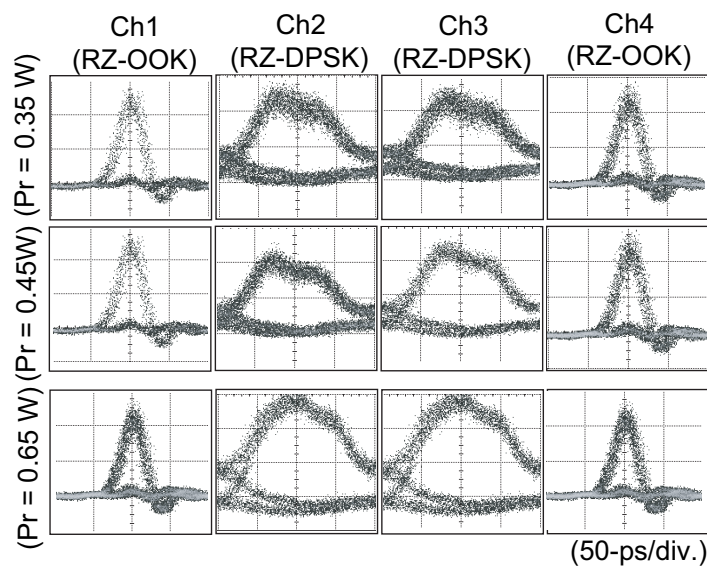 Ch1 Ch2 Ch3 Ch4
(RZ-OOK) (RZ-DPSK) (RZ-DPSK) (RZ-OOK)
(Pr = 0.35 W)
(Pr = 0.45W)
(Pr = 0.65 W)
(50-ps/div.)